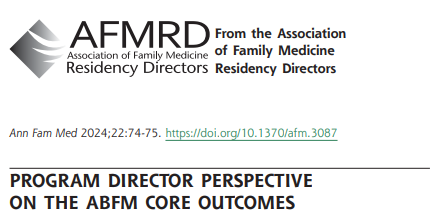 AFMRD
Association of Family Medicine
Residency Directors
From the Association
of Family Medicine
Residency Directors
Ann Fam Med 2024;22:74-75. https://doi.org/10.1370/afm.3087
PROGRAM DIRECTOR PERSPECTIVE
ON THE ABFM CORE OUTCOMES